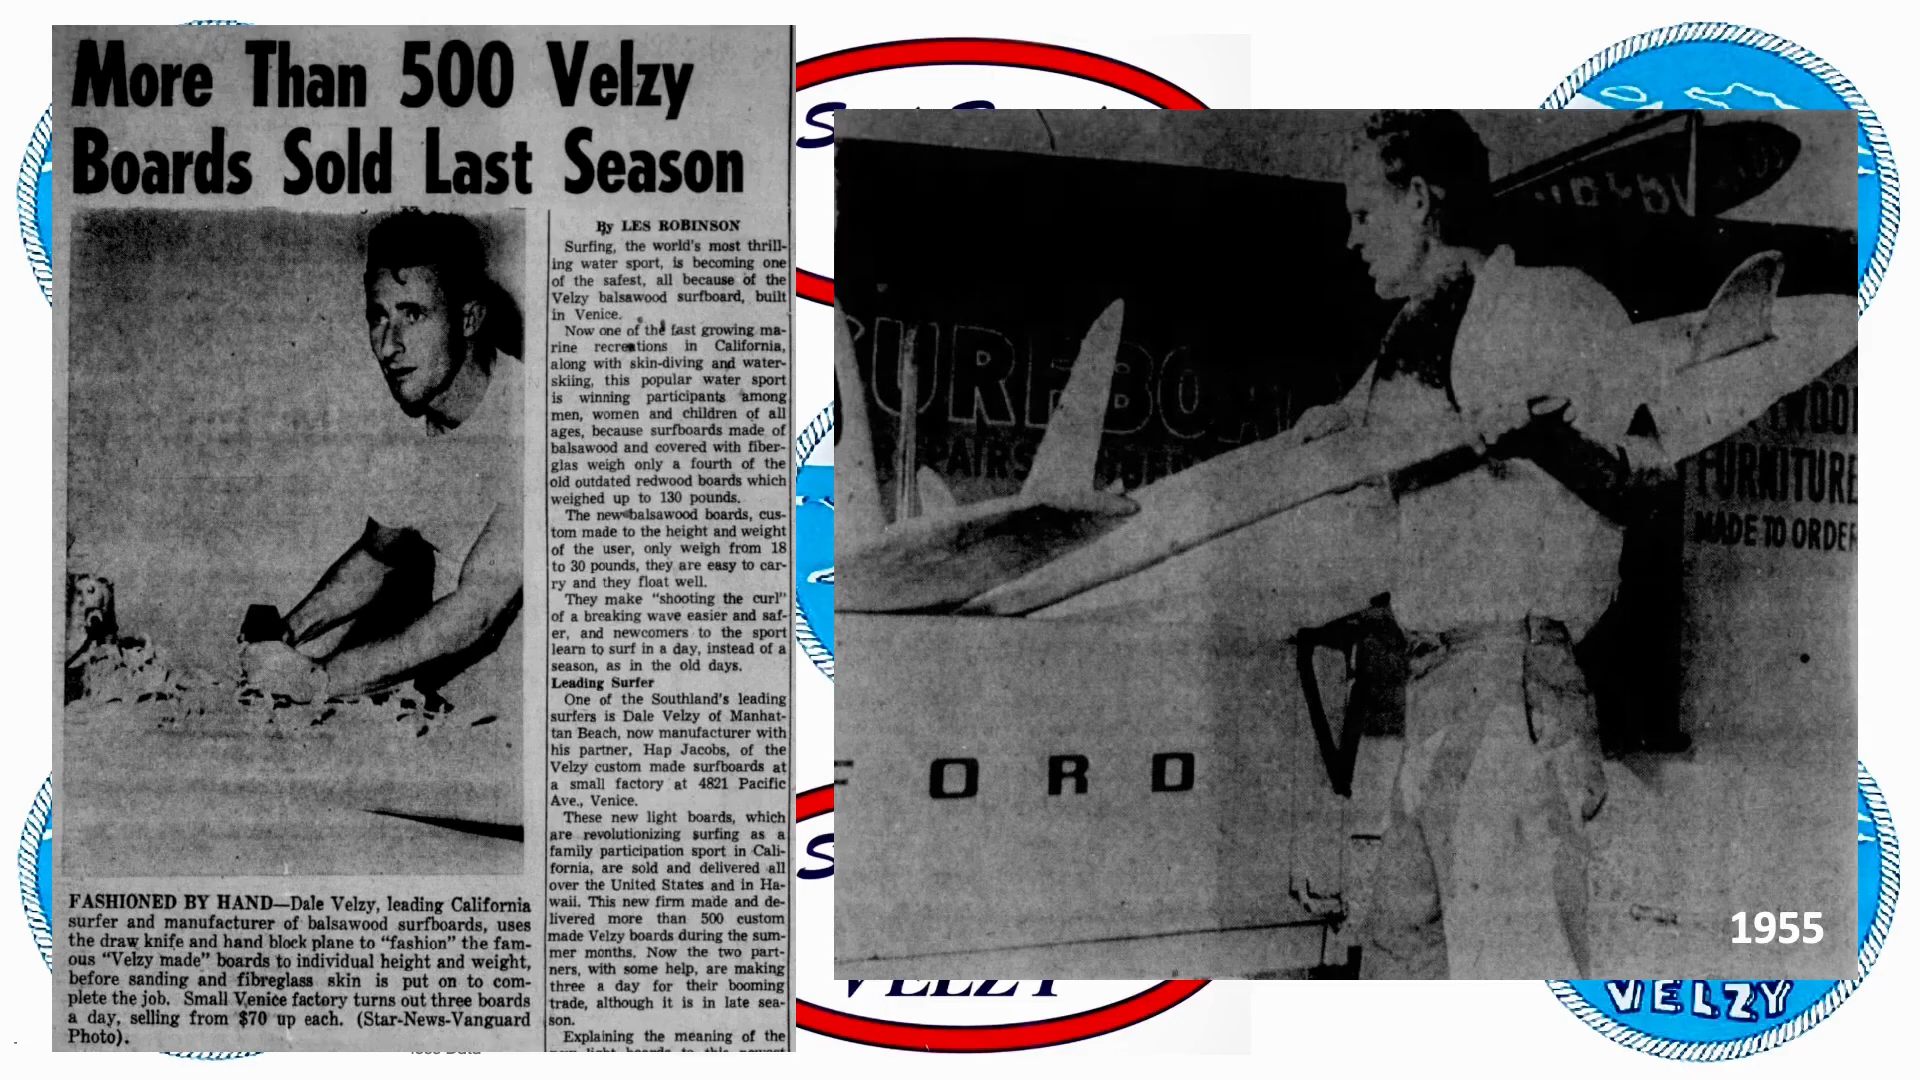 More Than 500 Velzy
Boards Sold Last Season
By LES ROBINSON
Surfing, the world's most thrill-
ing water sport, is becoming one
of the safest, all because of the
Velzy balsawood surfboard, built
in Venice.
Now one of the fast growing ma-
rine recreations in California,
along with skin-diving and water-
skiing, this popular water sport
is winning participants among
men, women and children of all
ages, because surfboards made of
balsawood and covered with fiber-
glas weigh only a fourth of the
old outdated redwood boards which
weighed up to 130 pounds.
The new balsawood boards, cus-
tom made to the height and weight
of the user, only weigh from 18
to 30 pounds, they are easy to car-
ry and they float well.
They make "shooting the curl"
of a breaking wave easier and saf-
er, and newcomers to the sport
learn to surf in a day, instead of a
season, as in the old days.
Leading Surfer
One of the Southland's leading
surfers is Dale Velzy of Manhat-
tan Beach, now manufacturer with
his partner, Hap Jacobs, of the
Velzy custom made surfboards at
a small factory at 4821 Pacific
Ave., Venice.
These new light boards, which
are revolutionizing surfing as a
family participation sport in Cali-
fornia, are sold and delivered all
over the United States and in Ha-
waii. This new firm made and de-
livered more than 500 custom
made Velzy boards during the sum-
mer months. Now the two part-
ners, with some help, are making
three a day for their booming
trade, although it is in late sea-
son.
Explaining the meaning of the
FASHIONED BY HAND—Dale Velzy, leading California
surfer and manufacturer of balsawood surfboards, uses
the draw knife and hand block plane to "fashion" the fam-
ous "Velzy made" boards to individual height and weight,
before sanding and fibreglass skin is put on to com-
plete the job. Small Venice factory turns out three boards
a day, selling from $70 up each. (Star-News-Vanguard
Photo).
SURFBOA
PAIRS
WOOD
FURNITURE
MADE TO ORDER
FORD
1955
VELZY
VELZY